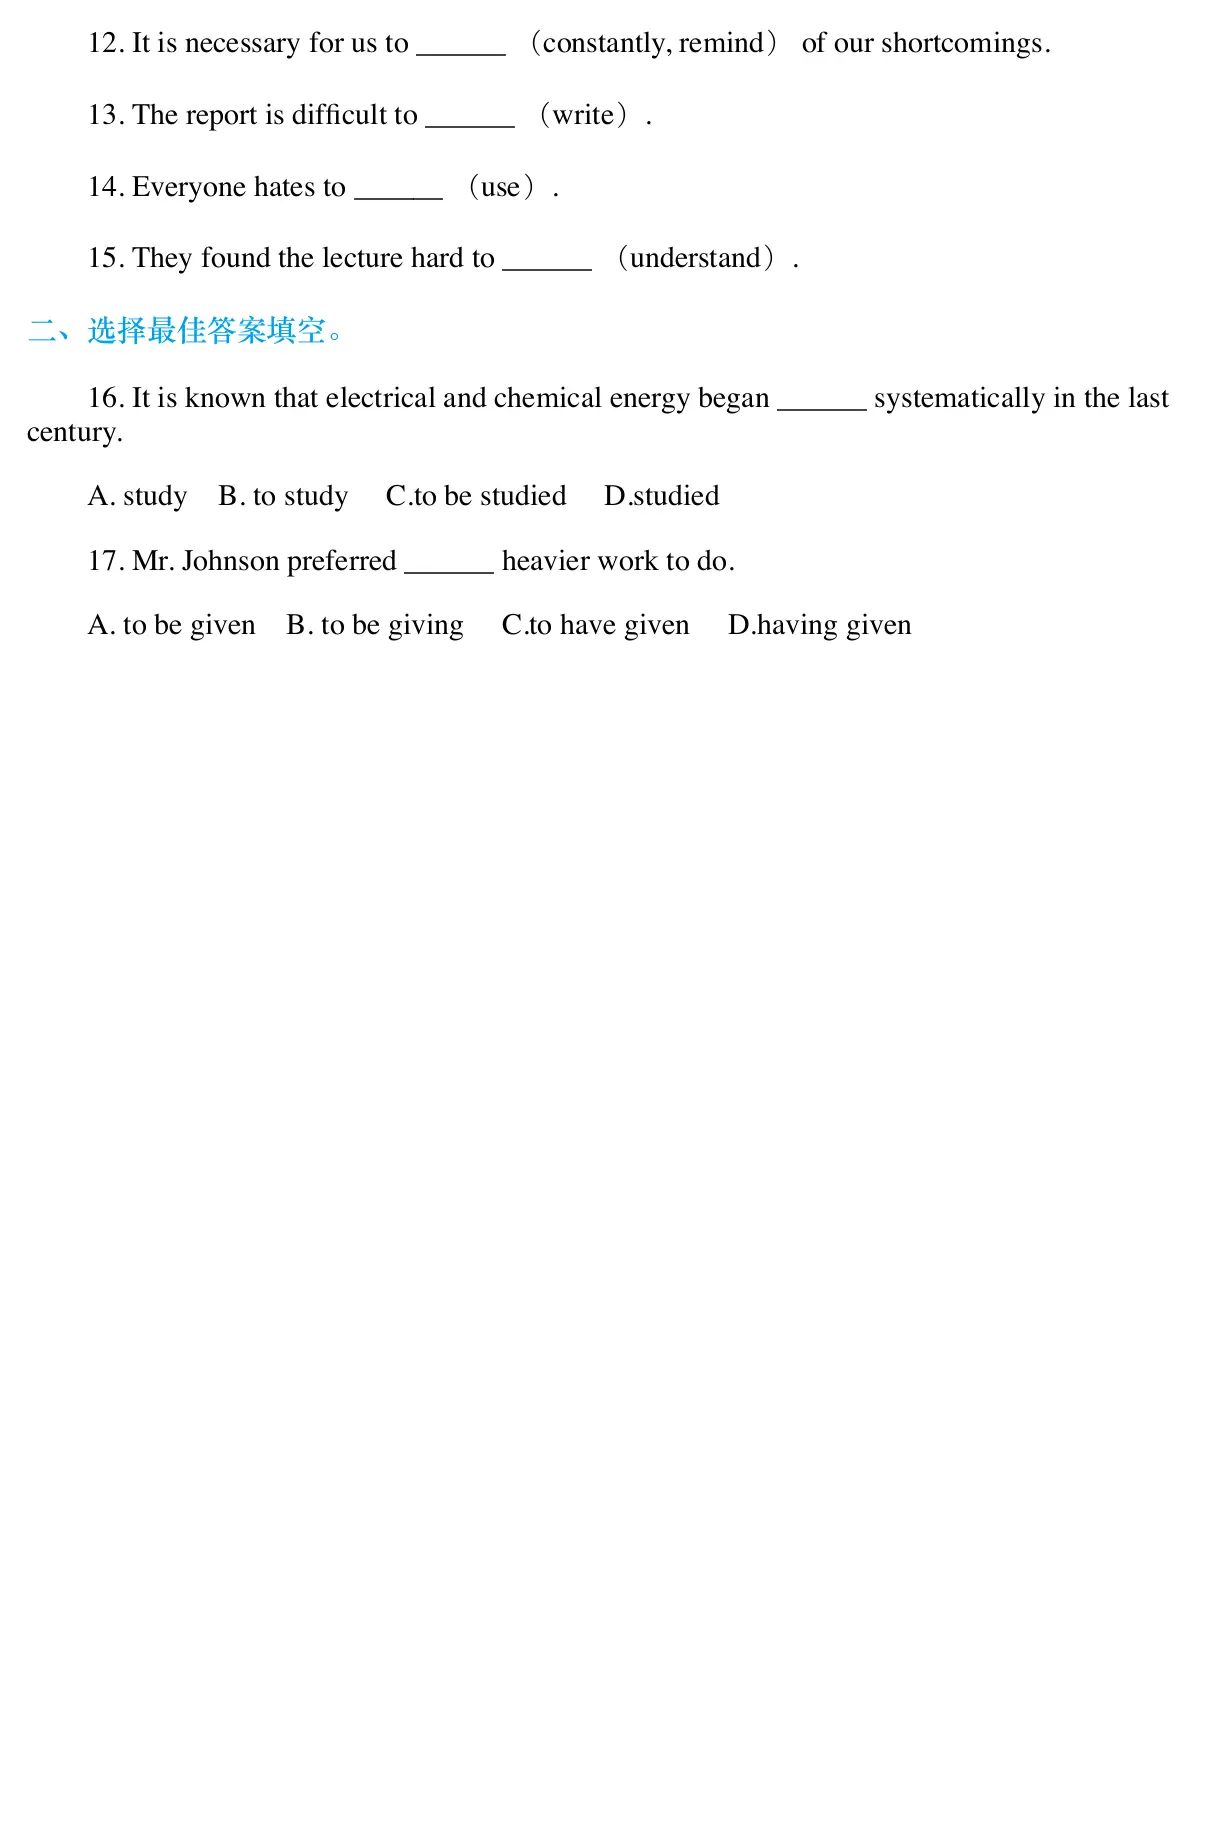 12. It is necessary for us to ______ （constantly, remind） of our shortcomings.
13. The report is difficult to ______ （write）.
14. Everyone hates to ______ （use）.
15. They found the lecture hard to ______ （understand）.
二、选择最佳答案填空。
16. It is known that electrical and chemical energy began ______ systematically in the last
century.
A. study B. to study C.to be studied D.studied
17. Mr. Johnson preferred ______ heavier work to do.
A. to be given B. to be giving C.to have given D.having given